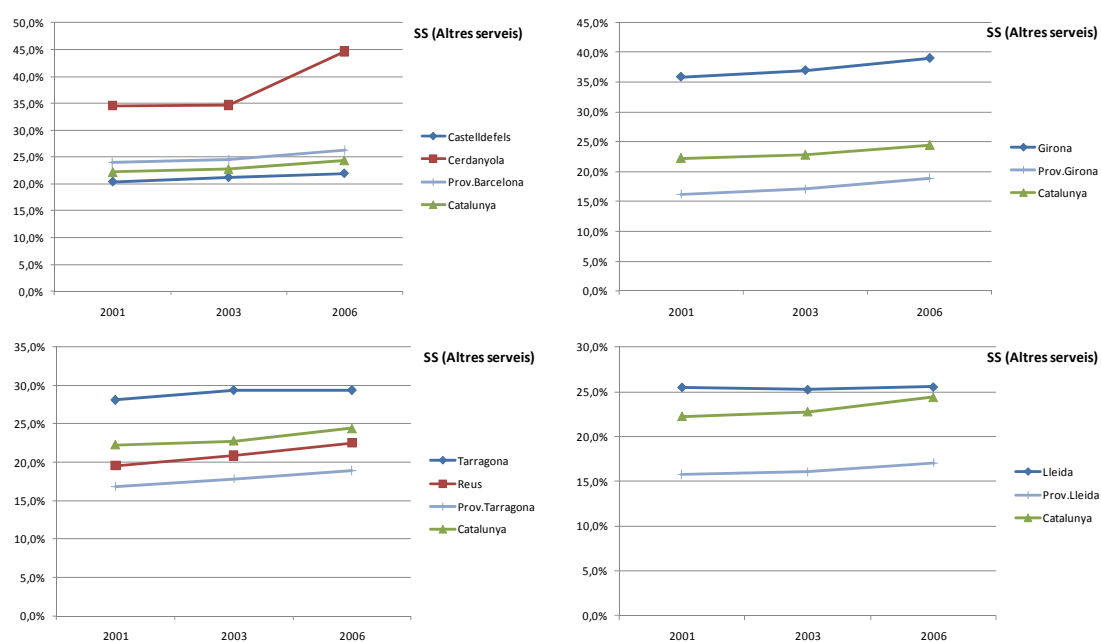 SS (Altres serveis)
50,0%
45,0%
40,0%
35,0%
30,0%
25,0%
20,0%
15,0%
10,0%
5,0%
0,0%
2001 2003 2006
Castelldefels
Cerdanyola
Prov.Barcelona
Catalunya
SS (Altres serveis)
45,0%
40,0%
35,0%
30,0%
25,0%
20,0%
15,0%
10,0%
5,0%
0,0%
2001 2003 2006
Girona
Prov.Girona
Catalunya
SS (Altres serveis)
35,0%
30,0%
25,0%
20,0%
15,0%
10,0%
5,0%
0,0%
2001 2003 2006
Tarragona
Reus
Prov.Tarragona
Catalunya
SS (Altres serveis)
30,0%
25,0%
20,0%
15,0%
10,0%
5,0%
0,0%
2001 2003 2006
Lleida
Prov.Lleida
Catalunya